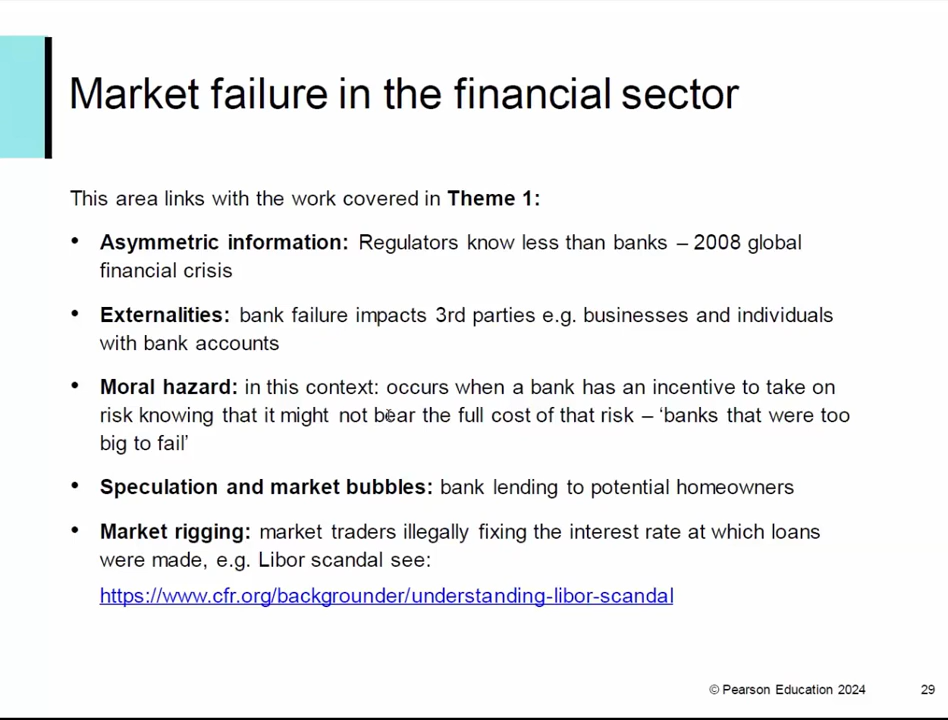 Market failure in the financial sector
This area links with the work covered in Theme 1:
• Asymmetric information: Regulators know less than banks – 2008 global
financial crisis
• Externalities: bank failure impacts 3rd parties e.g. businesses and individuals
with bank accounts
• Moral hazard: in this context: occurs when a bank has an incentive to take on
risk knowing that it might not bear the full cost of that risk – ‘banks that were too
big to fail’
• Speculation and market bubbles: bank lending to potential homeowners
• Market rigging: market traders illegally fixing the interest rate at which loans
were made, e.g. Libor scandal see:
https://www.cfr.org/backgrounder/understanding-libor-scandal
© Pearson Education 2024
29